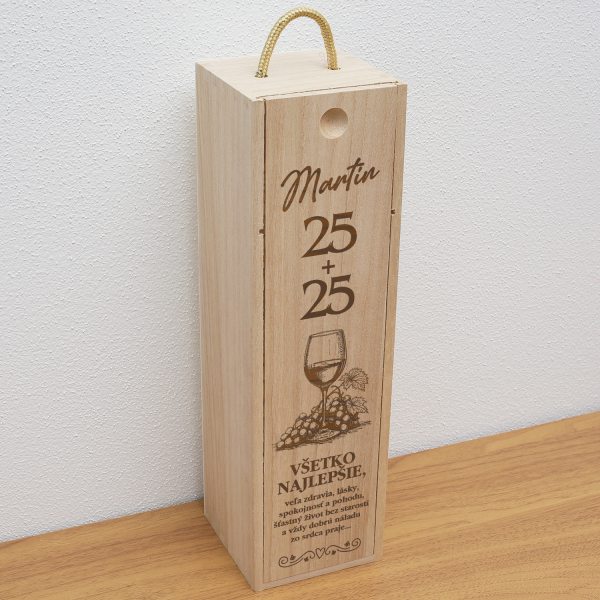 Martin
25
+
25
VŠETKO
NAJLEPŠIE,
veľa zdravia, lásky,
spokojnosť a pohodu,
šťastný život bez starostí
a vždy dobrú náladu
zo srdca praje...